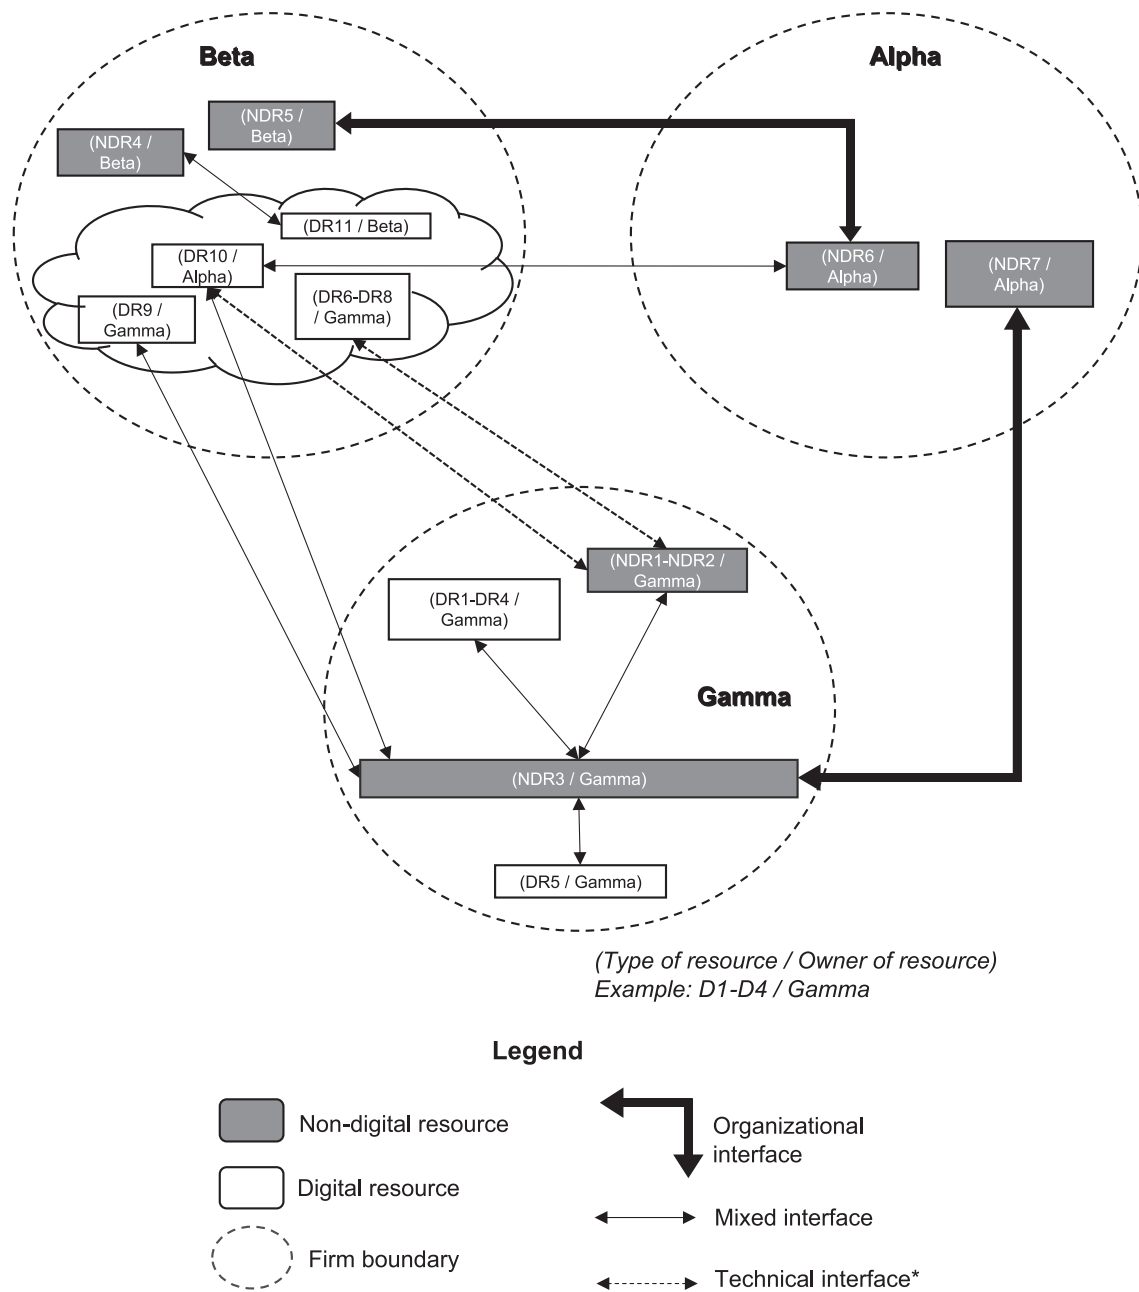 Beta
Alpha
(NDR5 /
Beta)
(NDR4 /
Beta)
(DR11 / Beta)
(DR10 /
Alpha)
(NDR6 /
Alpha)
(NDR7 /
Alpha)
(DR6-DR8
/ Gamma)
(DR9 /
Gamma)
(NDR1-NDR2 /
Gamma)
(DR1-DR4 /
Gamma)
Gamma
(NDR3 / Gamma)
(DR5 / Gamma)
(Type of resource / Owner of resource)
Example: D1-D4 / Gamma
Legend
Non-digital resource
Organizational
interface
Digital resource
Mixed interface
Firm boundary
Technical interface*